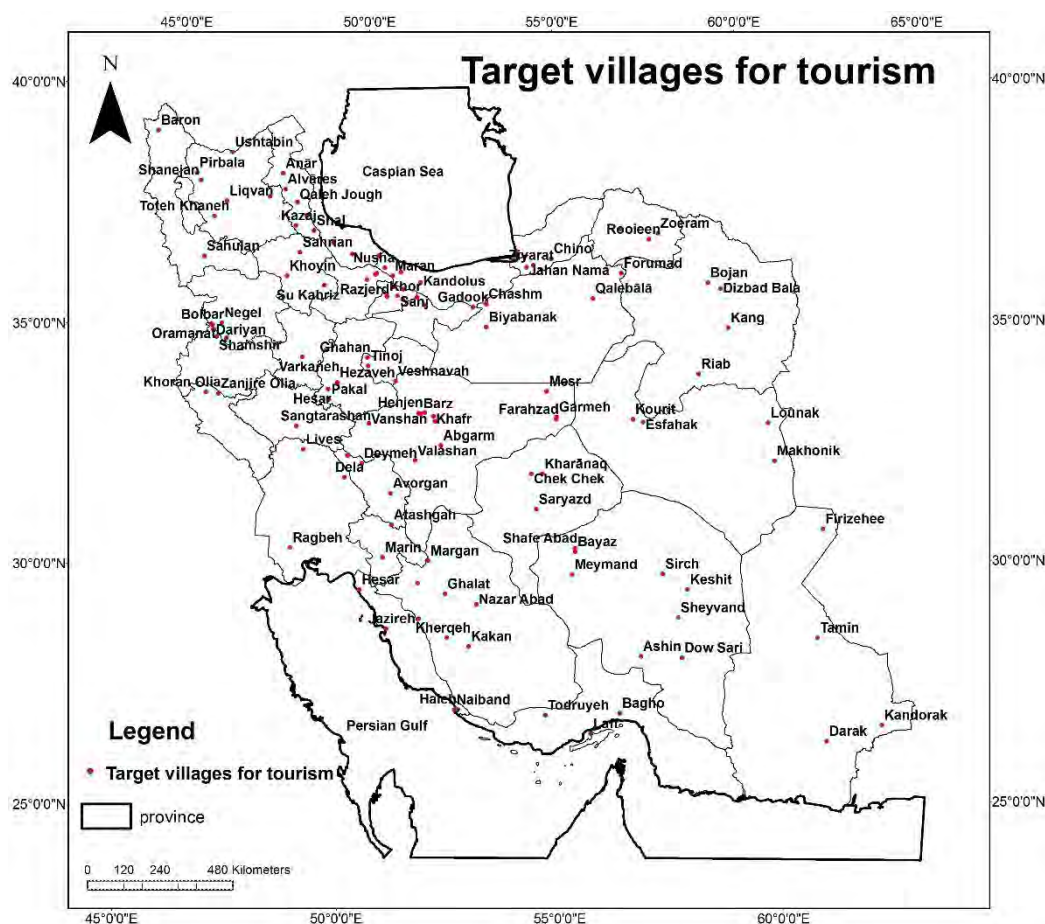 45°0'0"E 50°0'0"E 55°0'0"E 60°0'0"E 65°0'0"E
N
Target villages for tourism
40°0'0"N 40°0'0"N
Baron
Ushtabin
Pirbala Anar
Shanejan Alvares
Liqvan Qaleh Jough
Caspian Sea
Toteh Khaneh Kazaj Shal
Sahulan Sahrian
Zoeram
Rooieen
Chino
Ziyarat Forumad
Nusha Maran Jahan Nama
Khoyin Kandolus Bojan
Su Kahriz Razjerd Khor Qalebala Dizbad Bala
Sanj Gadook Chashm
35°0'0"N 35°0'0"N
Bolbar Negel Biyabanak Kang
Oramanat Dariyan
Shamshir
Ghahan Tinoj
Varkaneh Hezaveh Veshnavah Riab
Khoran Olia Zanjire Olia Pakal Mesr
Hesar Henjen Barz Farahzad Garmeh Kourit Lounak
Sangtarashan Vanshan Khafr Esfahak
Lives Abgarm
Deymeh Valashan Makhonik
Dela Kharanaq
Avorgan Chek Chek
Saryazd
Atashgah Firizehee
Ragbeh Shafe Abad Bayaz
30°0'0"N 30°0'0"N
Marin Margan Meymand Sirch
Hesar Ghalat Keshit
Nazar Abad Sheyvand
Jazireh Kherqeh Tamin
Kakan Ashin Dow Sari
Haleh Naiband Todruyeh Bagho
Laft Kandorak
Persian Gulf Darak
Legend
Target villages for tourism
province
25°0'0"N 25°0'0"N
0 120 240 480 Kilometers
45°0'0"E 50°0'0"E 55°0'0"E 60°0'0"E